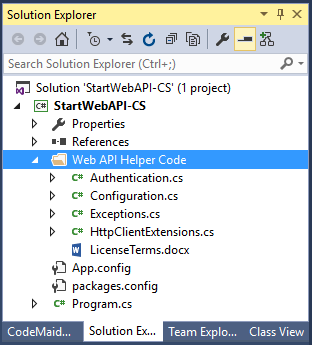 Solution Explorer
Search Solution Explorer (Ctrl+;)
Solution 'StartWebAPI-CS' (1 project)
C# StartWebAPI-CS
Properties
References
Web API Helper Code
C# Authentication.cs
C# Configuration.cs
C# Exceptions.cs
C# HttpClientExtensions.cs
W LicenseTerms.docx
App.config
packages.config
C# Program.cs
CodeMaid... Solution Ex... Team Explo... Class View